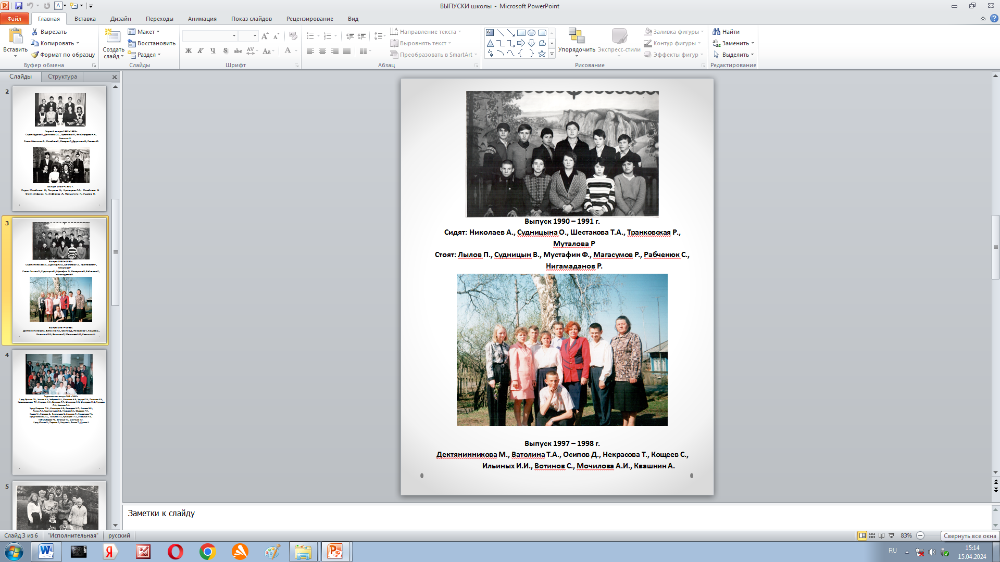 ВЫПУСКИ школы - Microsoft PowerPoint
Файл Главная Вставка Дизайн Переходы Анимация Показ слайдов Рецензирование Вид
Вставить
Вырезать
Копировать
Формат по образцу
Буфер обмена
Создать слайд
Макет
Восстановить
Раздел
Слайды
Шрифт
Направление текста
Выровнять текст
Преобразовать в SmartArt
Абзац
Упорядочить
Экспресс-стили
Заливка фигуры
Контур фигуры
Эффекты фигур
Рисование
Найти
Заменить
Выделить
Редактирование
Слайды Структура
2
3
4
5
Выпуск 1990 – 1991 г.
Сидят: Николаев А., Судницына О., Шестакова Т.А., Транковская Р.,
Муталова Р
Стоят: Лылов П., Судницын В., Мустафин Ф., Магасумов Р., Рабченюк С.,
Нигамаданов Р.
Выпуск 1997 – 1998 г.
Дектянинникова М., Ватолина Т.А., Осипов Д., Некрасова Т., Кощеев С.,
Ильиных И.И., Вотинов С., Мочилова А.И., Квашнин А.
Заметки к слайду
Слайд 3 из 6 "Исполнительная" русский
83%
Свернуть все окна
RU
15:14
15.04.2024